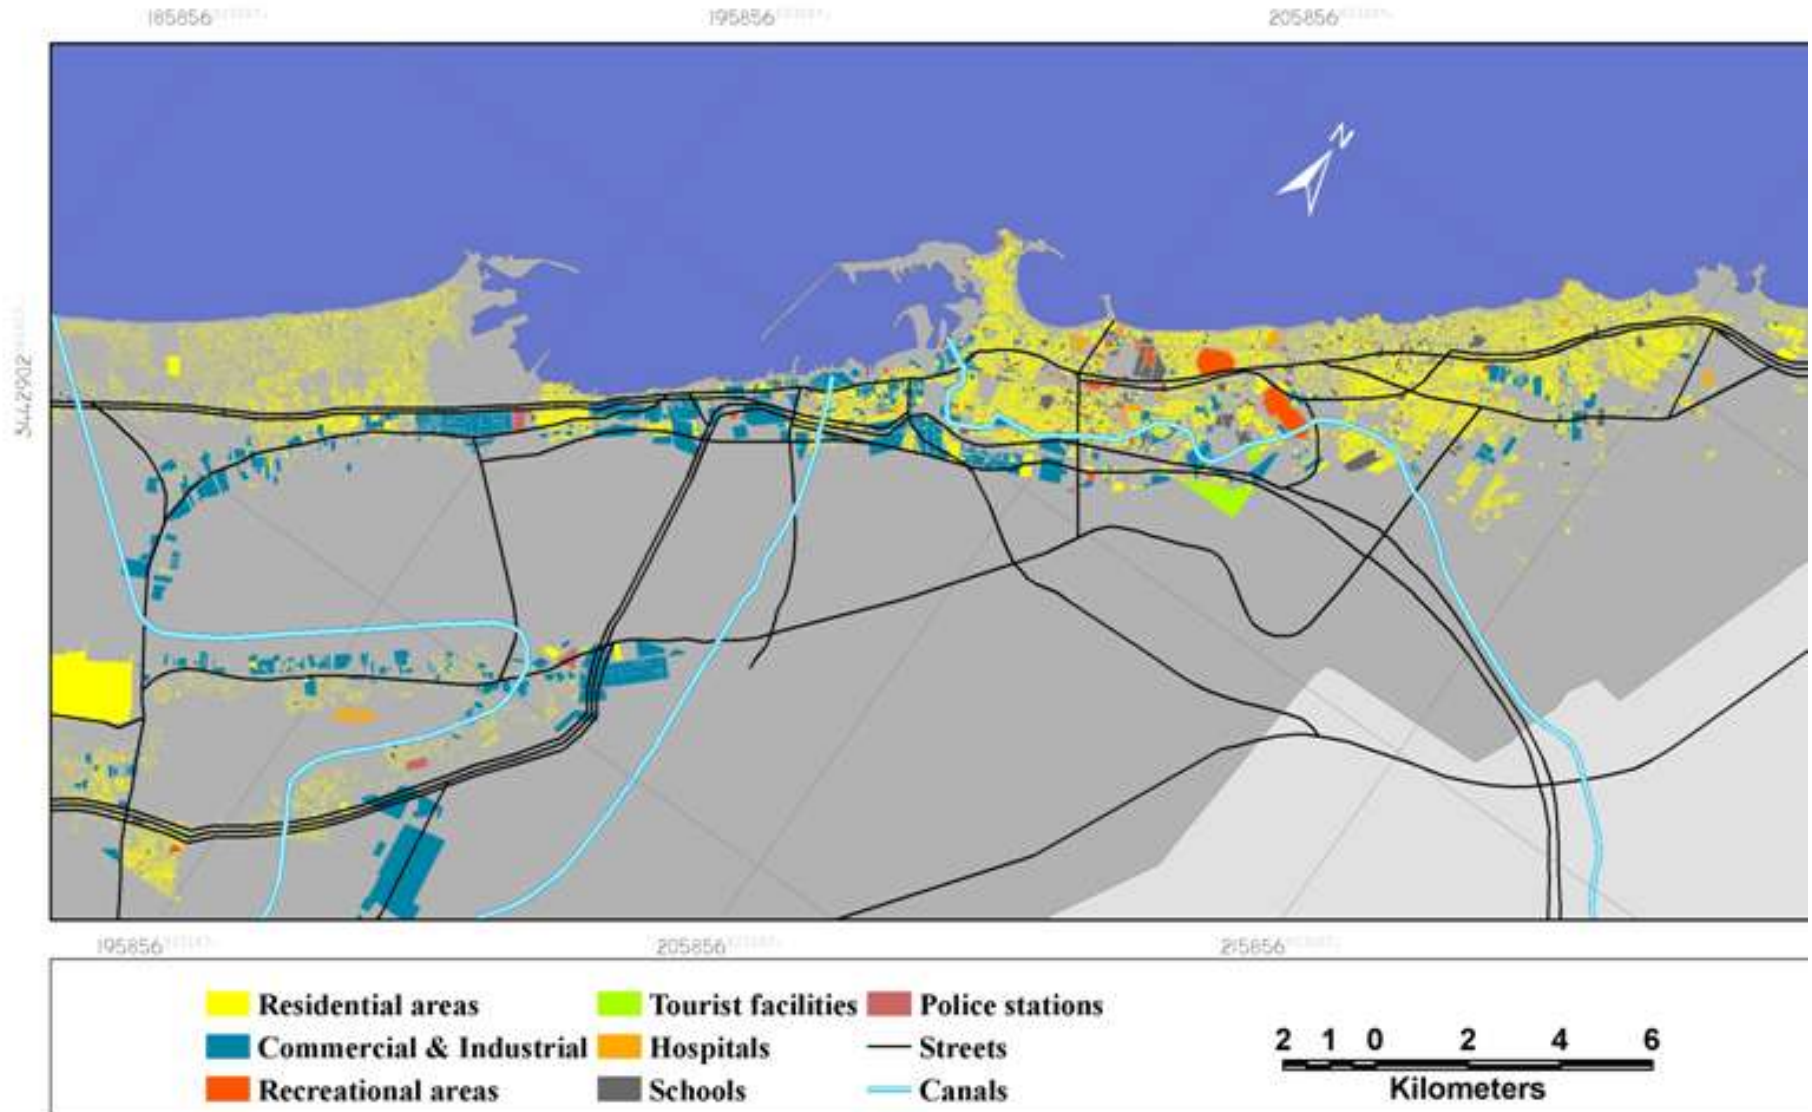 185856 195856 205856
N
3442902
195856 205856 215856
Residential areas Tourist facilities Police stations
Commercial & Industrial Hospitals Streets
Recreational areas Schools Canals
2 1 0 2 4 6
Kilometers